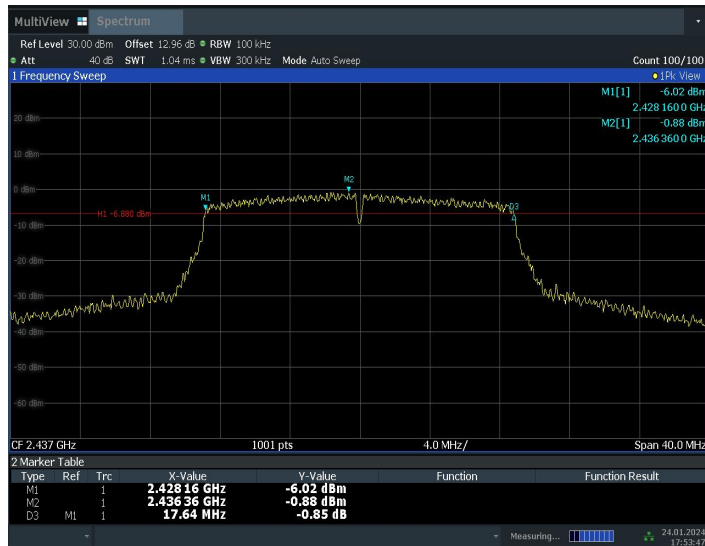 MultiView Spectrum
Ref Level 30.00 dBm Offset 12.96 dB RBW 100 kHz
Att 40 dB SWT 1.04 ms VBW 300 kHz Mode Auto Sweep Count 100/100
1 Frequency Sweep 1Pk View
M1[1] -6.02 dBm
2.428 160 0 GHz
20 dBm M2[1] -0.88 dBm
2.436 360 0 GHz
10 dBm
M2
0 dBm
M1
D3
H1 -6.880 dBm
-10 dBm
-20 dBm
-30 dBm
-40 dBm
-50 dBm
-60 dBm
CF 2.437 GHz 1001 pts 4.0 MHz/ Span 40.0 MHz
2 Marker Table
Type Ref Trc X-Value Y-Value Function Function Result
M1 1 2.42816 GHz -6.02 dBm
M2 1 2.43636 GHz -0.88 dBm
D3 M1 1 17.64 MHz -0.85 dB
Measuring... 24.01.2024
17:53:47